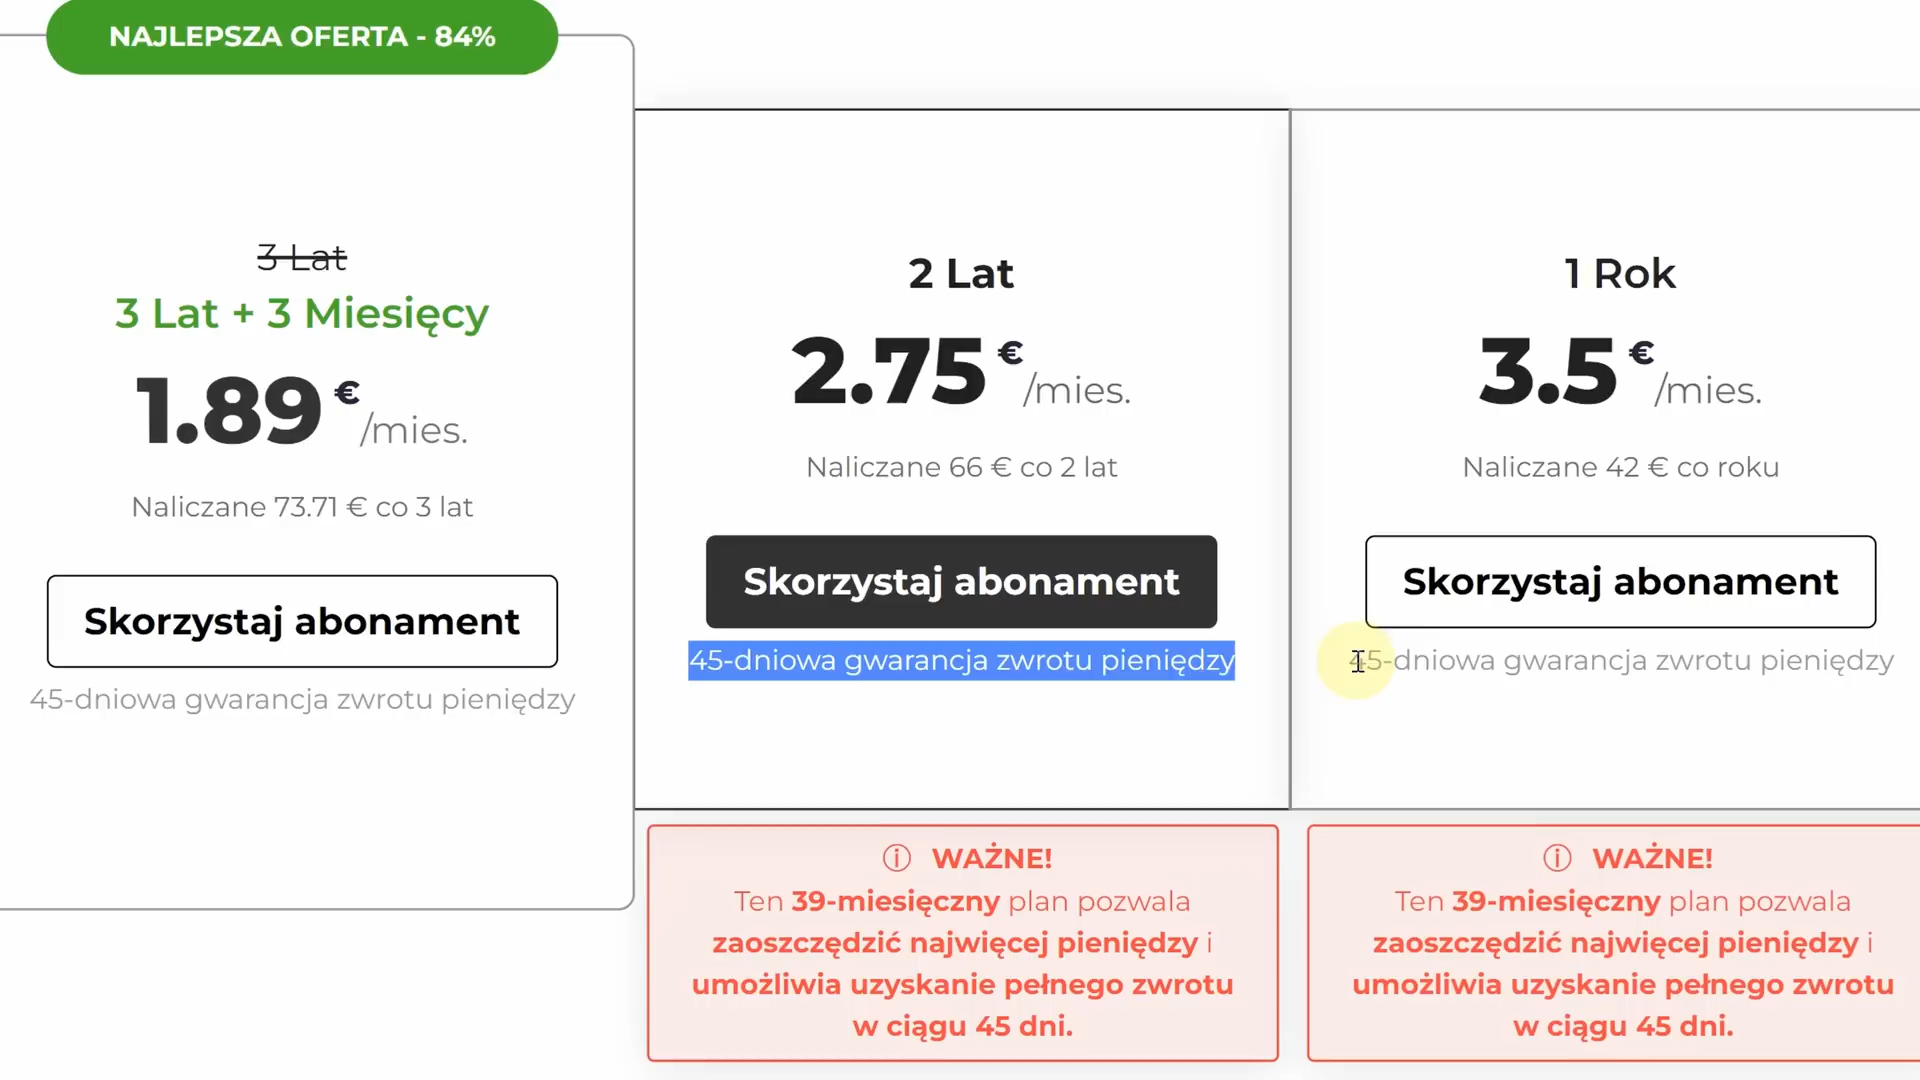 NAJLEPSZA OFERTA - 84%
3 Lat
3 Lat + 3 Miesięcy
1.89 € /mies.
Naliczane 73.71 € co 3 lat
Skorzystaj abonament
45-dniowa gwarancja zwrotu pieniędzy
2 Lat
2.75 € /mies.
Naliczane 66 € co 2 lat
Skorzystaj abonament
45-dniowa gwarancja zwrotu pieniędzy
ⓘ WAŻNE!
Ten 39-miesięczny plan pozwala
zaoszczędzić najwięcej pieniędzy i
umożliwia uzyskanie pełnego zwrotu
w ciągu 45 dni.
1 Rok
3.5 € /mies.
Naliczane 42 € co roku
Skorzystaj abonament
45-dniowa gwarancja zwrotu pieniędzy
ⓘ WAŻNE!
Ten 39-miesięczny plan pozwala
zaoszczędzić najwięcej pieniędzy i
umożliwia uzyskanie pełnego zwrotu
w ciągu 45 dni.